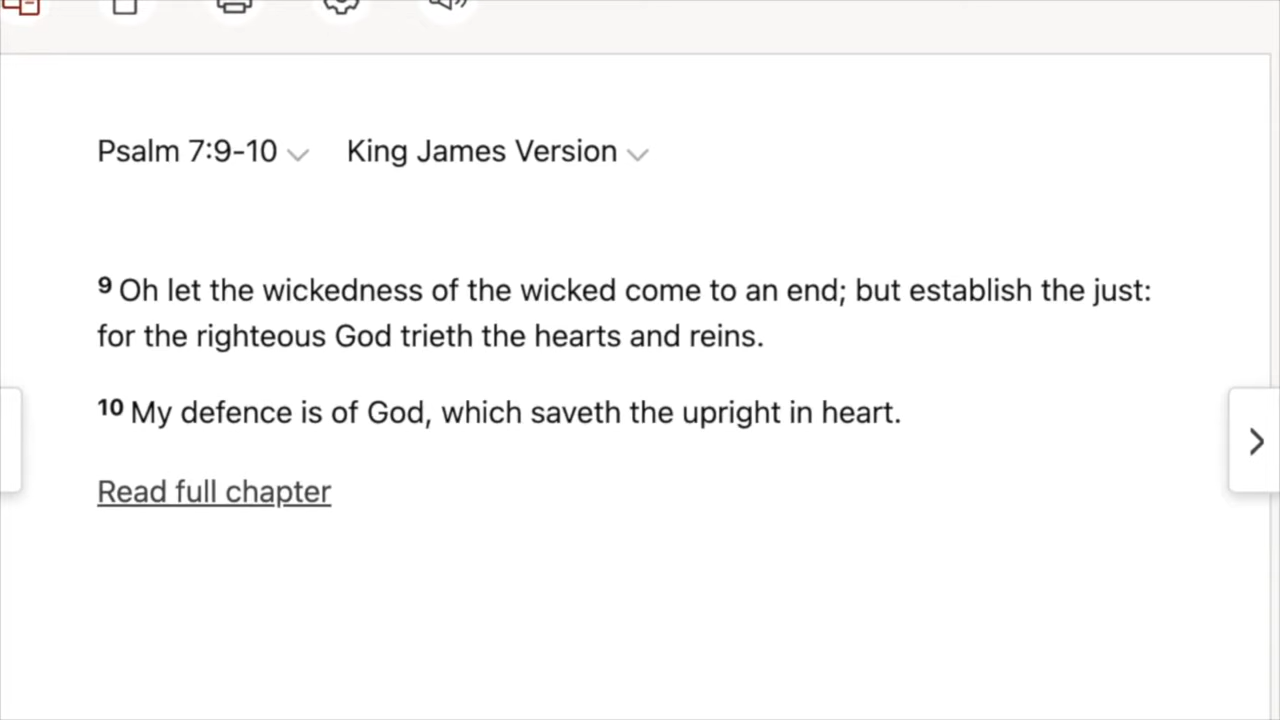 Psalm 7:9-10 King James Version
9 Oh let the wickedness of the wicked come to an end; but establish the just:
for the righteous God trieth the hearts and reins.
10 My defence is of God, which saveth the upright in heart.
Read full chapter